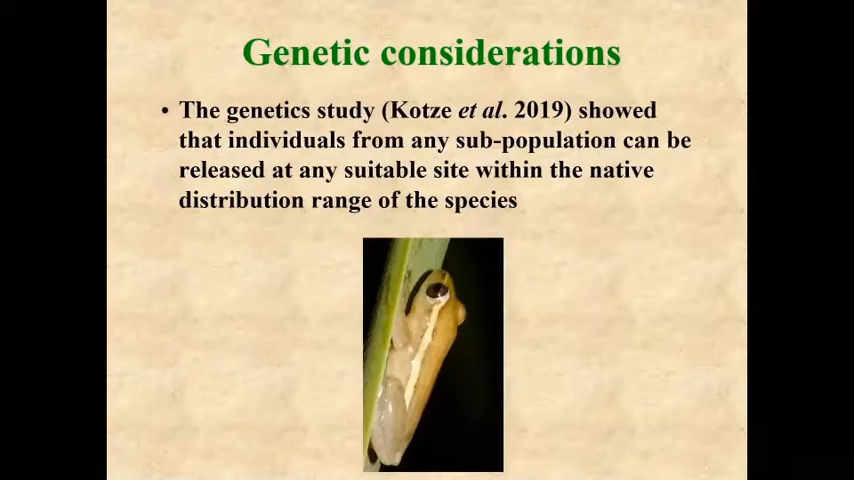 Genetic considerations
• The genetics study (Kotze et al. 2019) showed
that individuals from any sub-population can be
released at any suitable site within the native
distribution range of the species